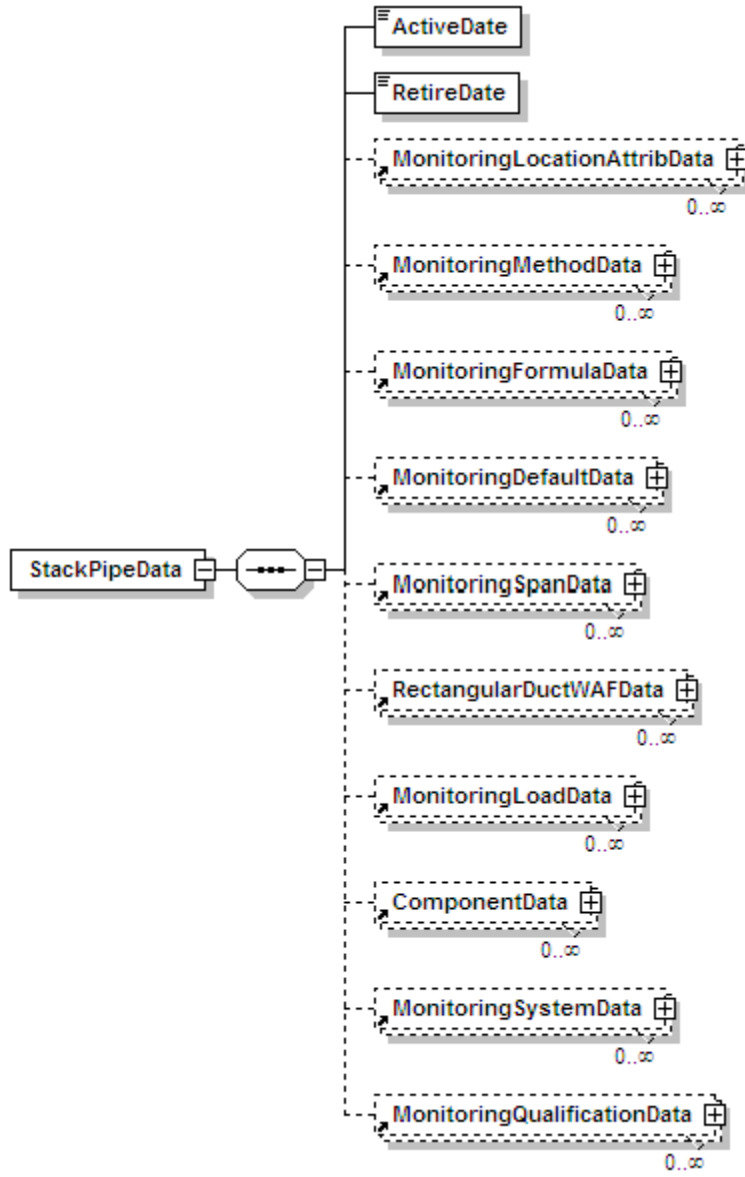 ActiveDate
RetireDate
MonitoringLocationAttribData
0..∞
MonitoringMethodData
0..∞
MonitoringFormulaData
0..∞
MonitoringDefaultData
0..∞
StackPipeData
MonitoringSpanData
0..∞
RectangularDuctWAFData
0..∞
MonitoringLoadData
0..∞
ComponentData
0..∞
MonitoringSystemData
0..∞
MonitoringQualificationData
0..∞